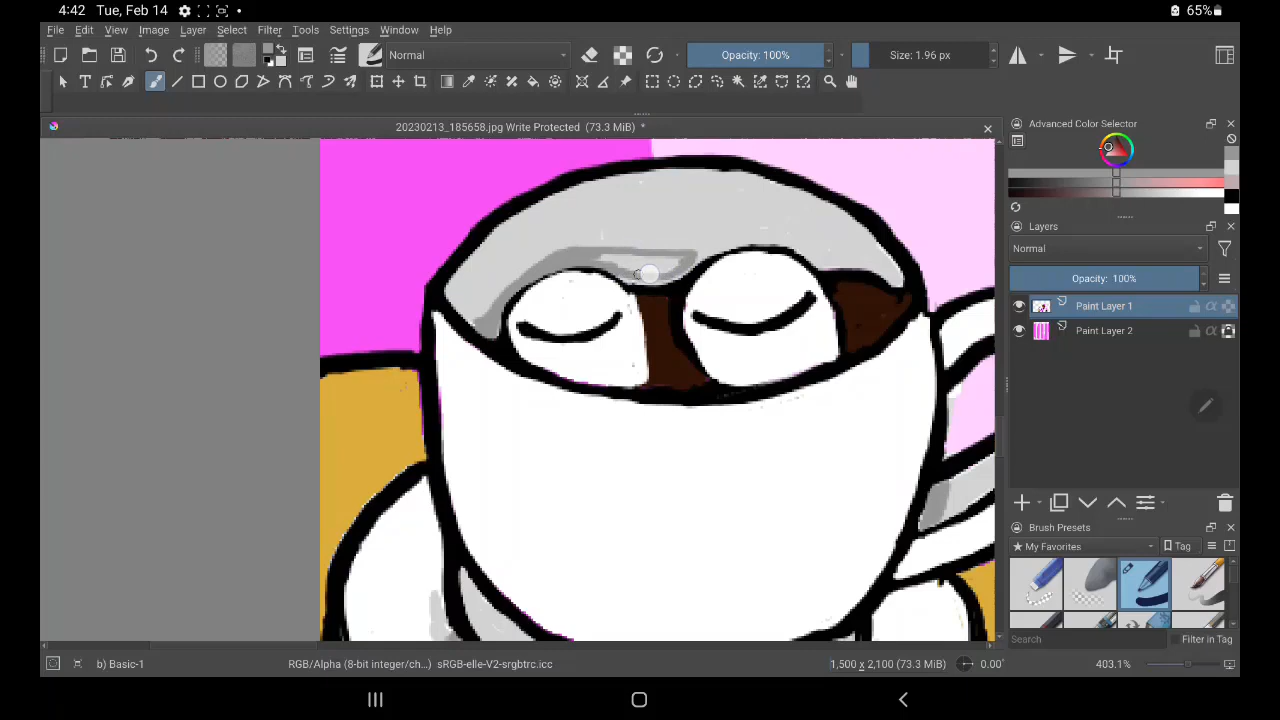 4:42 Tue, Feb 14
65%
File Edit View Image Layer Select Filter Tools Settings Window Help
Normal
Opacity: 100%
Size: 1.96 px
20230213_185658.jpg Write Protected (73.3 MiB) *
Advanced Color Selector
Layers
Normal
Opacity: 100%
Paint Layer 1
Paint Layer 2
Brush Presets
My Favorites
Tag
Search
Filter in Tag
b) Basic-1
RGB/Alpha (8-bit integer/ch...) sRGB-elle-V2-srgbtrc.icc
1,500 x 2,100 (73.3 MiB)
0.00°
403.1%